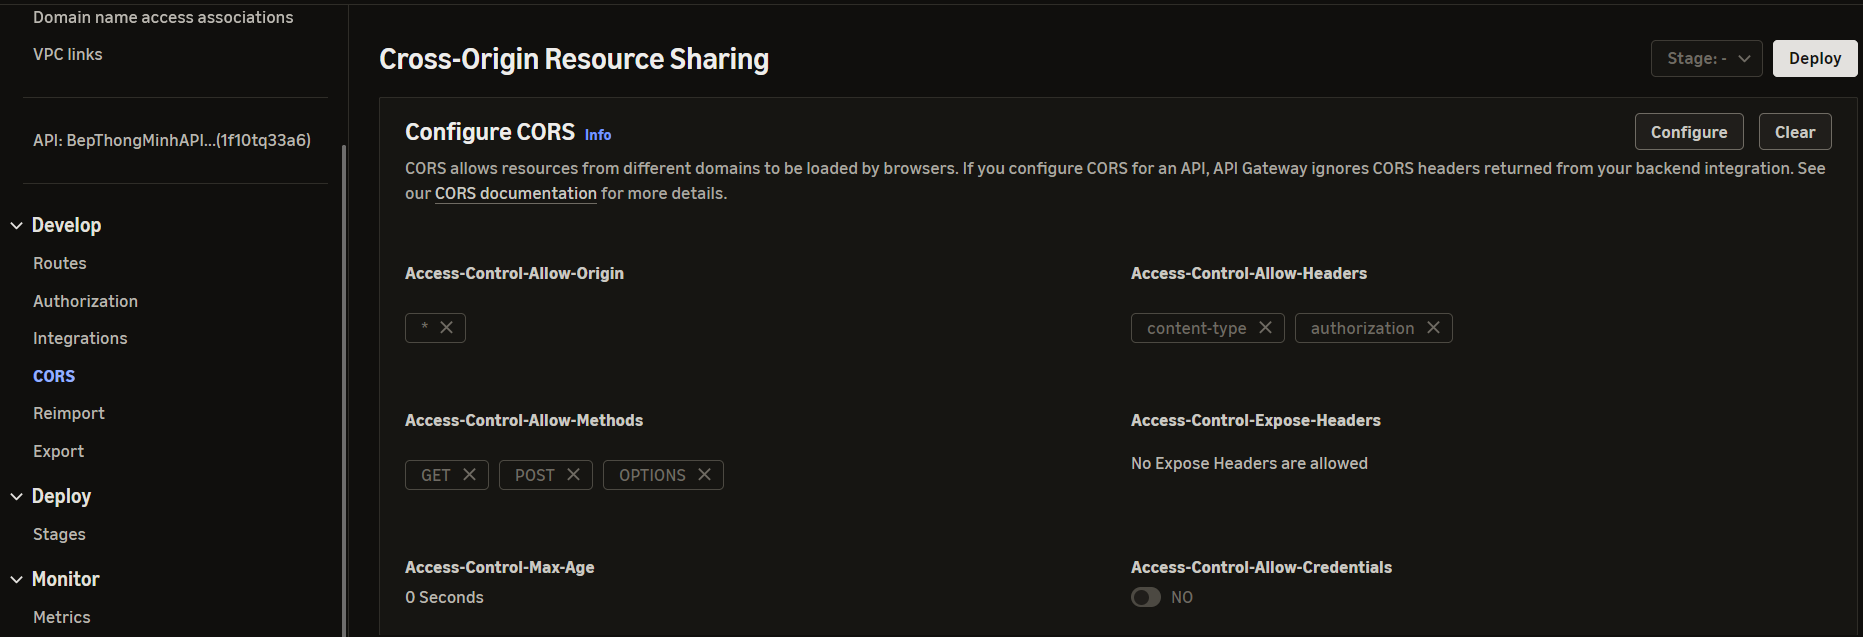 Domain name access associations
VPC links
API: BepThongMinhAPI...(1f10tq33a6)
Develop
Routes
Authorization
Integrations
CORS
Reimport
Export
Deploy
Stages
Monitor
Metrics
Cross-Origin Resource Sharing
Stage: -
Deploy
Configure CORS Info
Configure
Clear
CORS allows resources from different domains to be loaded by browsers. If you configure CORS for an API, API Gateway ignores CORS headers returned from your backend integration. See
our CORS documentation for more details.
Access-Control-Allow-Origin
*
Access-Control-Allow-Headers
content-type authorization
Access-Control-Allow-Methods
GET POST OPTIONS
Access-Control-Expose-Headers
No Expose Headers are allowed
Access-Control-Max-Age
0 Seconds
Access-Control-Allow-Credentials
NO